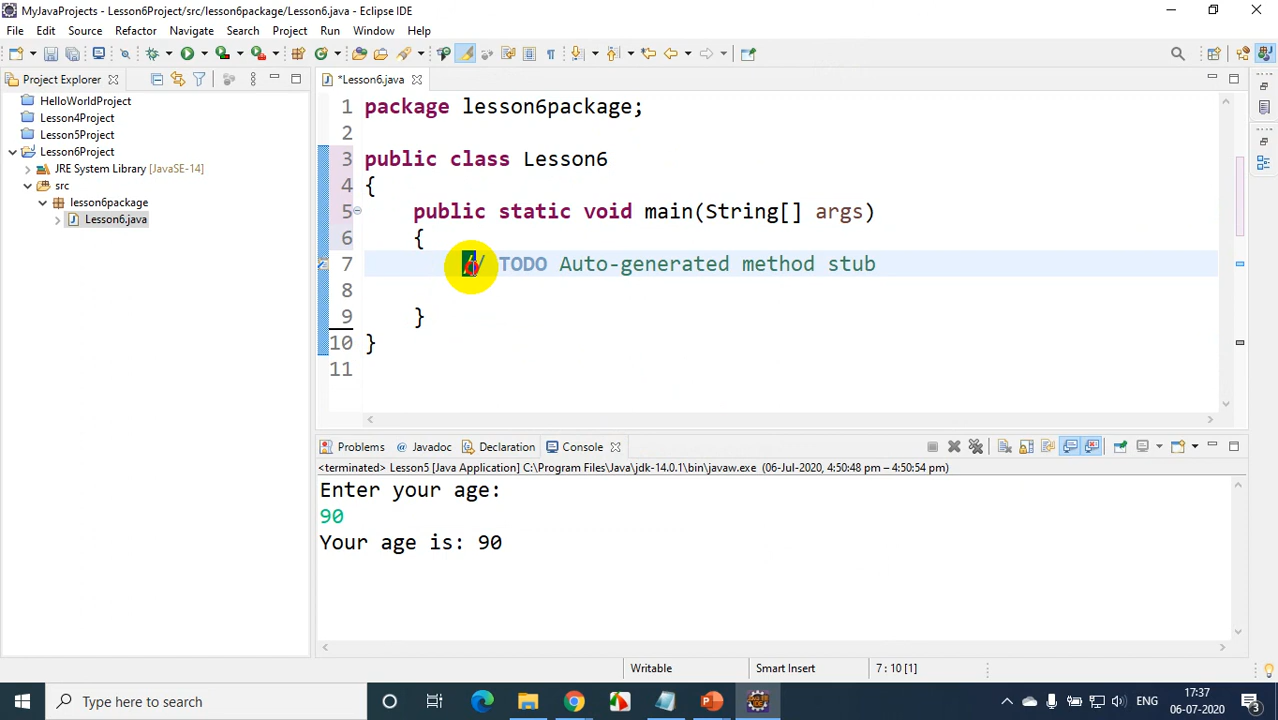 MyJavaProjects - Lesson6Project/src/lesson6package/Lesson6.java - Eclipse IDE
File Edit Source Refactor Navigate Search Project Run Window Help
Project Explorer
*Lesson6.java
HelloWorldProject
Lesson4Project
Lesson5Project
Lesson6Project
JRE System Library [JavaSE-14]
src
lesson6package
Lesson6.java
1 package lesson6package;
2
3 public class Lesson6
4 {
5 public static void main(String[] args)
6 {
7 // TODO Auto-generated method stub
8
9 }
10 }
11
Problems @ Javadoc Declaration Console
<terminated> Lesson5 [Java Application] C:\Program Files\Java\jdk-14.0.1\bin\javaw.exe (06-Jul-2020, 4:50:48 pm – 4:50:54 pm)
Enter your age:
90
Your age is: 90
Writable Smart Insert 7 : 10 [1]
Type here to search
ENG
17:37
06-07-2020
3